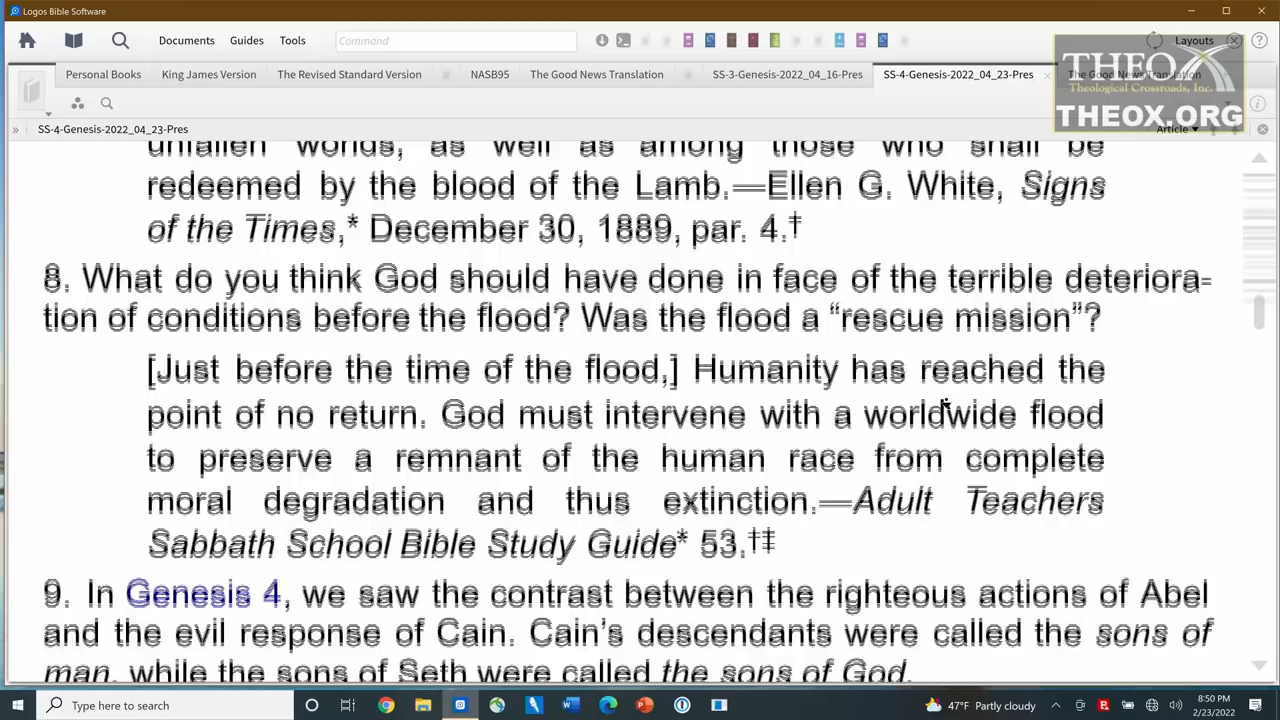 Logos Bible Software
Documents Guides Tools Command Layouts
Personal Books King James Version The Revised Standard Version NASB95 The Good News Translation SS-3-Genesis-2022_04_16-Pres SS-4-Genesis-2022_04_23-Pres The Good News Translation
THEOX
Theological Crossroads, Inc.
THEOX.ORG
SS-4-Genesis-2022_04_23-Pres Article
unfallen worlds, as well as among those who shall be
redeemed by the blood of the Lamb.—Ellen G. White, Signs
of the Times,* December 30, 1889, par. 4.†
8. What do you think God should have done in face of the terrible deteriora-
tion of conditions before the flood? Was the flood a “rescue mission”?
[Just before the time of the flood,] Humanity has reached the
point of no return. God must intervene with a worldwide flood
to preserve a remnant of the human race from complete
moral degradation and thus extinction.—Adult Teachers
Sabbath School Bible Study Guide* 53.†‡
9. In Genesis 4, we saw the contrast between the righteous actions of Abel
and the evil response of Cain. Cain’s descendants were called the sons of
man, while the sons of Seth were called the sons of God.
Type here to search 47°F Partly cloudy 8:50 PM
2/23/2022